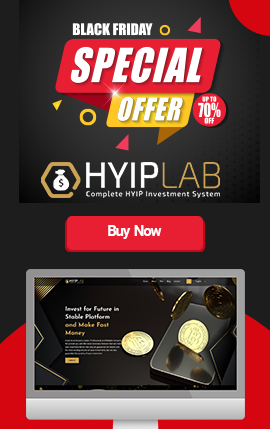 BLACK FRIDAY
SPECIAL
OFFER
UP TO
70%
OFF
HYIPLAB
Complete HYIP Investment System
Buy Now
HYIPLAB
Invest for Future in
Stable Platform
and Make Fast
Money